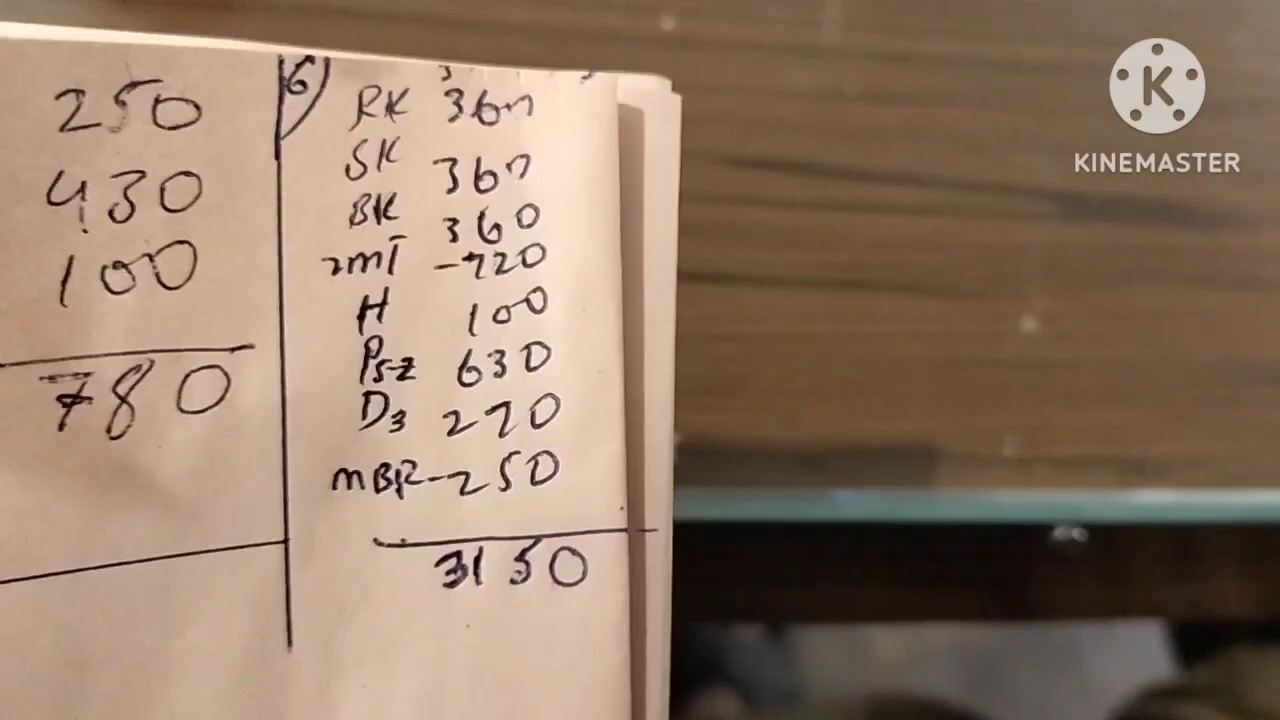 250
430
100
780
6)
RK 360
SK 360
BK 360
2mT -720
H 100
Ps-z 630
D3 270
mBR-250
3150
K
KINEMASTER